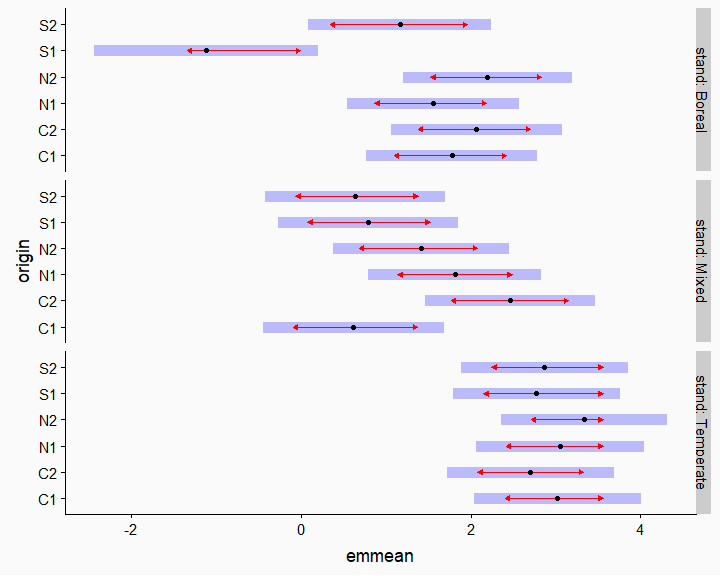 S2
S1
N2
N1
C2
C1
stand: Boreal
S2
S1
N2
N1
C2
C1
stand: Mixed
S2
S1
N2
N1
C2
C1
stand: Temperate
origin
-2
0
2
4
emmean